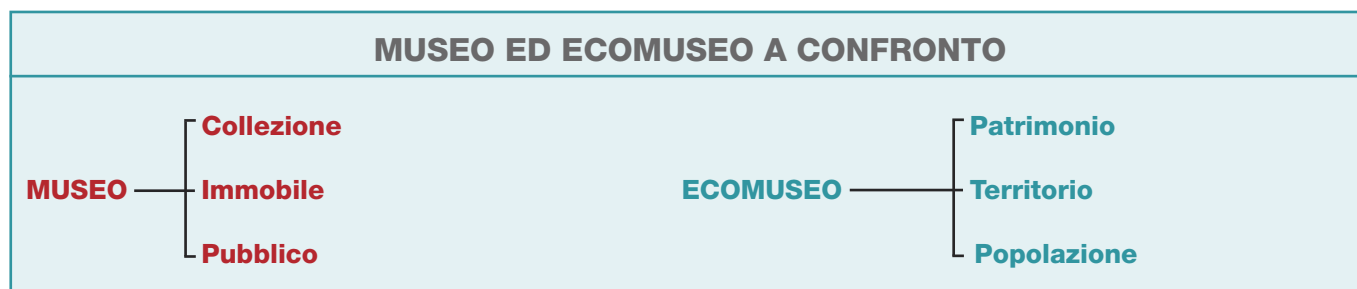 MUSEO ED ECOMUSEO A CONFRONTO
Collezione
MUSEO
Immobile
Pubblico
Patrimonio
ECOMUSEO
Territorio
Popolazione